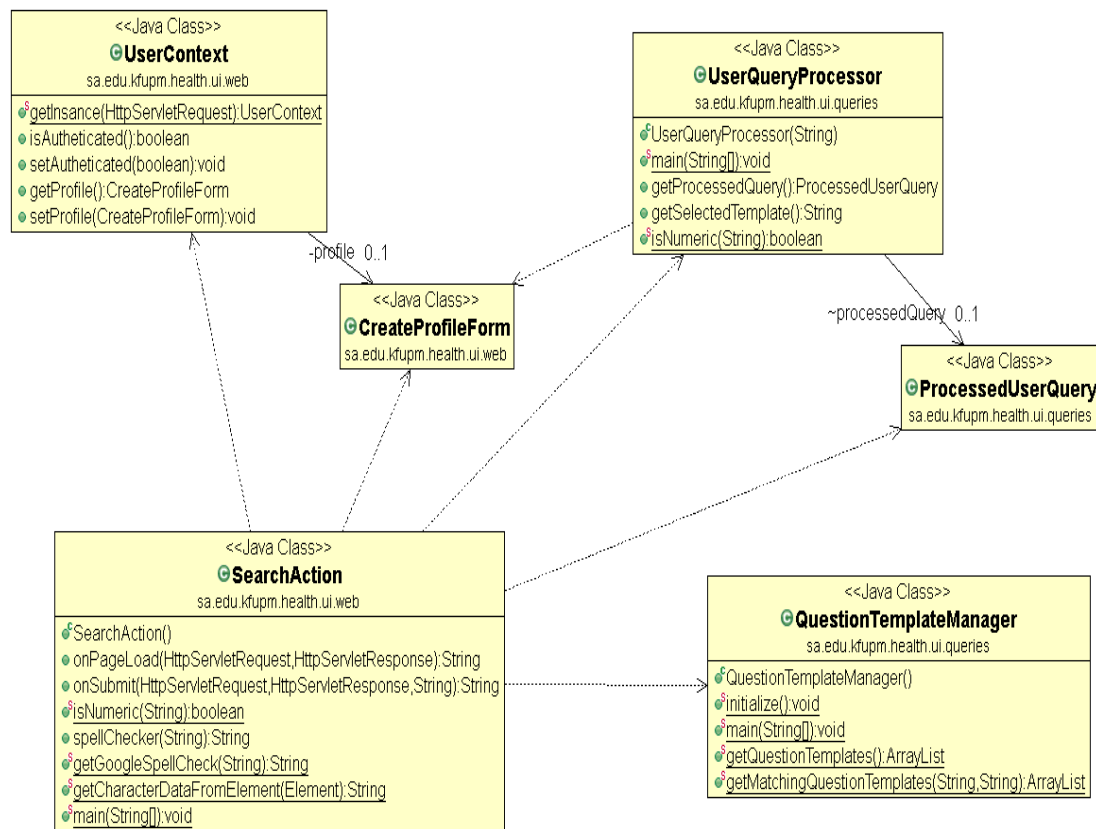 <<Java Class>>
UserContext
sa.edu.kfupm.health.ui.web
getInsance(HttpServletRequest):UserContext
isAutheticated():boolean
setAutheticated(boolean):void
getProfile():CreateProfileForm
setProfile(CreateProfileForm):void
<<Java Class>>
UserQueryProcessor
sa.edu.kfupm.health.ui.queries
UserQueryProcessor(String)
main(String[]):void
getProcessedQuery():ProcessedUserQuery
getSelectedTemplate():String
isNumeric(String):boolean
-profile 0..1
<<Java Class>>
CreateProfileForm
sa.edu.kfupm.health.ui.web
~processedQuery 0..1
<<Java Class>>
ProcessedUserQuery
sa.edu.kfupm.health.ui.queries
<<Java Class>>
SearchAction
sa.edu.kfupm.health.ui.web
SearchAction()
onPageLoad(HttpServletRequest,HttpServletResponse):String
onSubmit(HttpServletRequest,HttpServletResponse,String):String
isNumeric(String):boolean
spellChecker(String):String
getGoogleSpellCheck(String):String
getCharacterDataFromElement(Element):String
main(String[]):void
<<Java Class>>
QuestionTemplateManager
sa.edu.kfupm.health.ui.queries
QuestionTemplateManager()
initialize():void
main(String[]):void
getQuestionTemplates():ArrayList
getMatchingQuestionTemplates(String,String):ArrayList